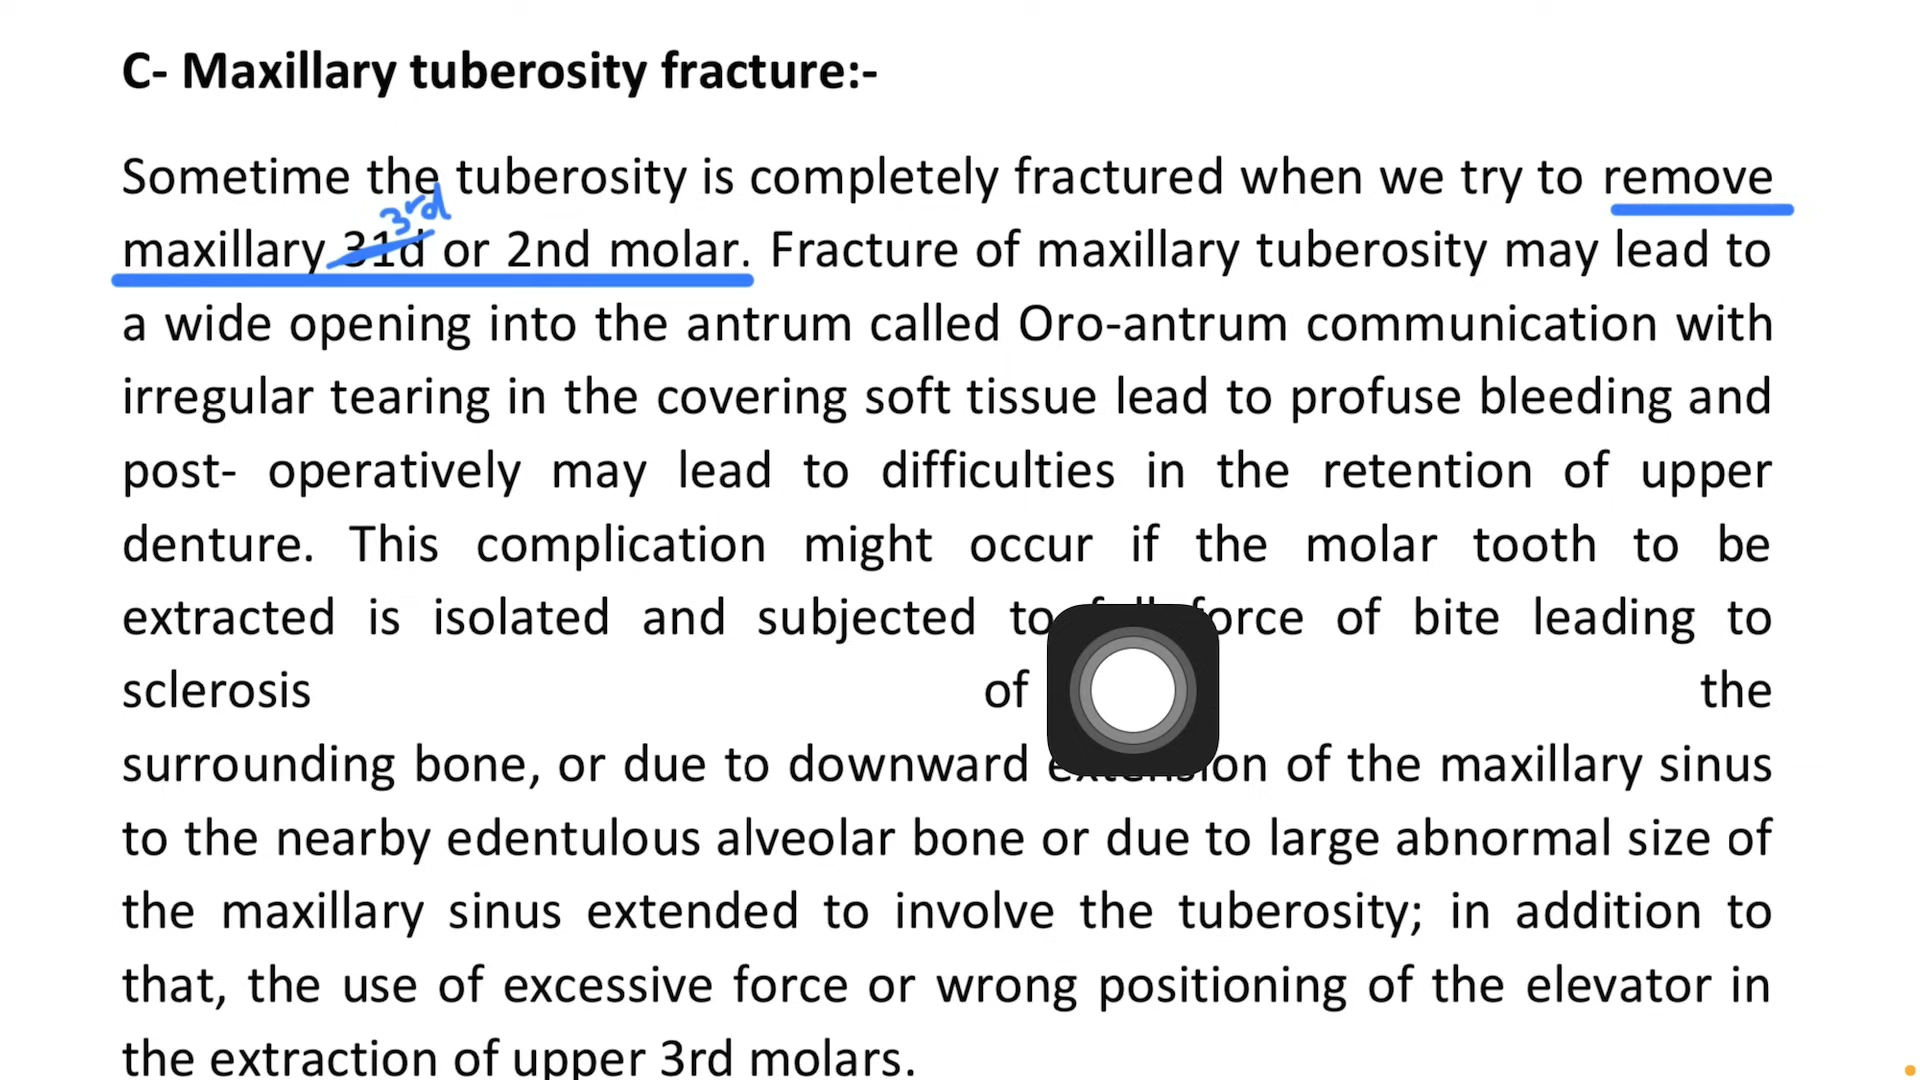 C- Maxillary tuberosity fracture:-
Sometime the tuberosity is completely fractured when we try to remove
3rd
maxillary 31d or 2nd molar. Fracture of maxillary tuberosity may lead to
a wide opening into the antrum called Oro-antrum communication with
irregular tearing in the covering soft tissue lead to profuse bleeding and
post- operatively may lead to difficulties in the retention of upper
denture. This complication might occur if the molar tooth to be
extracted is isolated and subjected to full force of bite leading to
sclerosis of the
surrounding bone, or due to downward extension of the maxillary sinus
to the nearby edentulous alveolar bone or due to large abnormal size of
the maxillary sinus extended to involve the tuberosity; in addition to
that, the use of excessive force or wrong positioning of the elevator in
the extraction of upper 3rd molars.